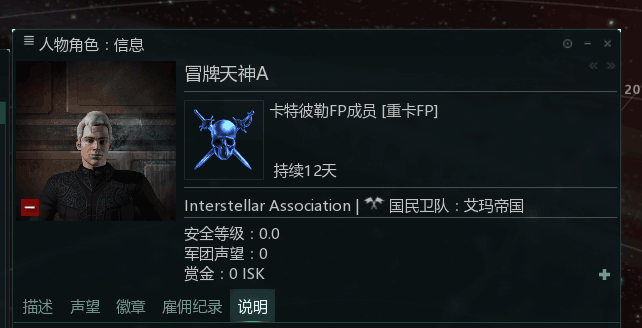 人物角色：信息
冒牌天神A
20
卡特彼勒FP成员 [重卡FP]
持续12天
Interstellar Association | 国民卫队：艾玛帝国
安全等级：0.0
军团声望：0
赏金：0 ISK
描述 声望 徽章 雇佣纪录 说明